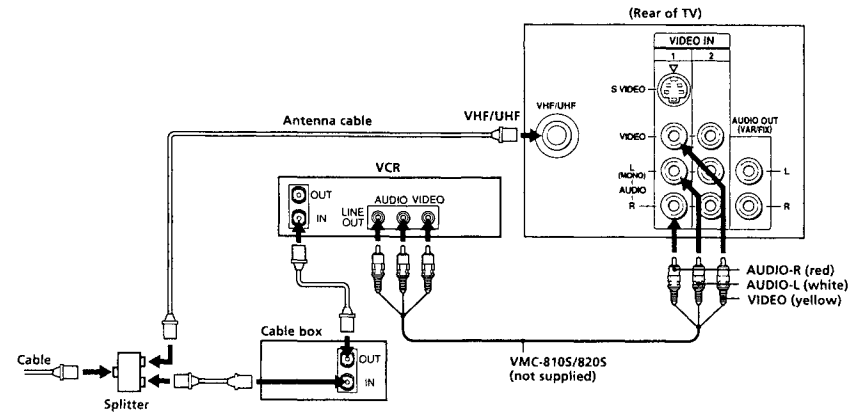 (Rear of TV)
VIDEO IN
1 2
S VIDEO
VHF/UHF
AUDIO OUT
(VAR/FIX)
Antenna cable
VHF/UHF
VIDEO
VCR
L
(MONO)
AUDIO
R
L
R
OUT
IN
AUDIO VIDEO
LINE
OUT
AUDIO-R (red)
AUDIO-L (white)
VIDEO (yellow)
Cable box
OUT
IN
Cable
VMC-810S/820S
(not supplied)
Splitter